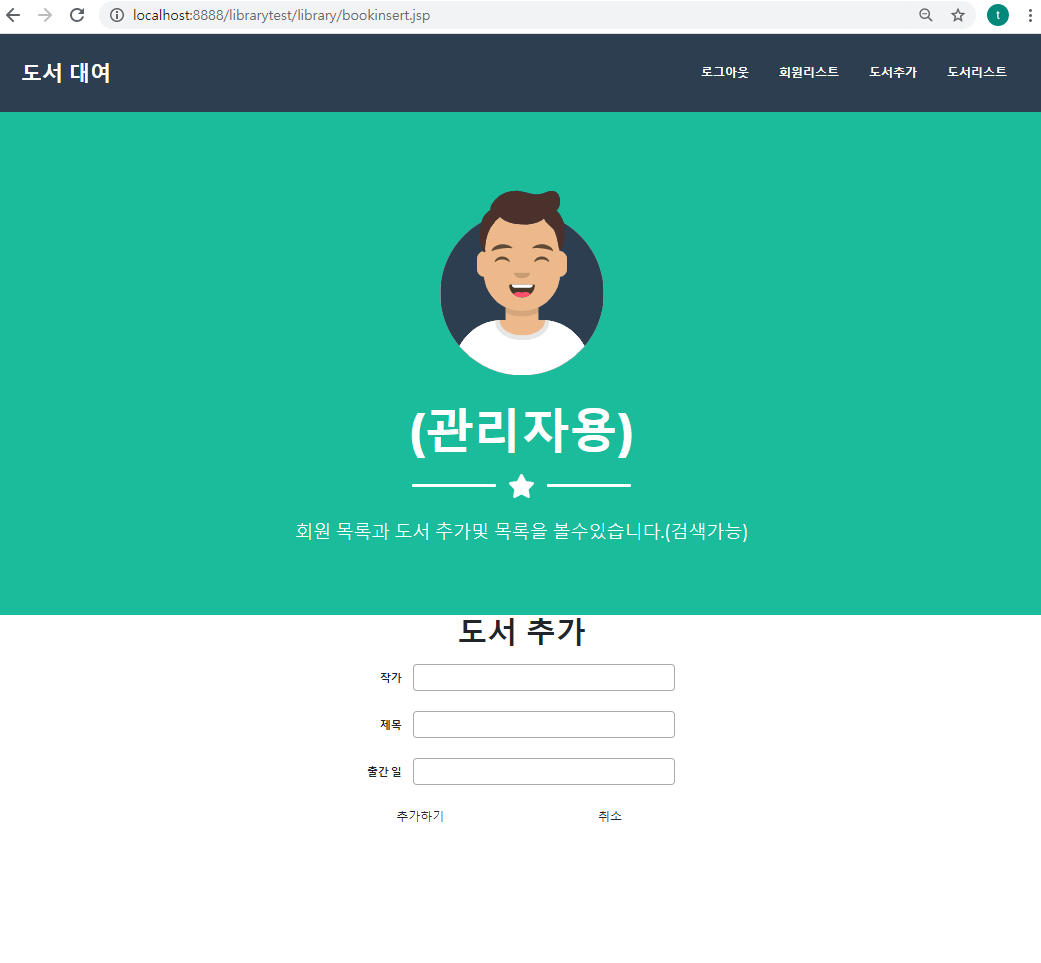 localhost:8888/librarytest/library/bookinsert.jsp
t
도서 대여
로그아웃 회원리스트 도서추가 도서리스트
(관리자용)
회원 목록과 도서 추가및 목록을 볼수있습니다.(검색가능)
도서 추가
작가
제목
출간 일
추가하기 취소